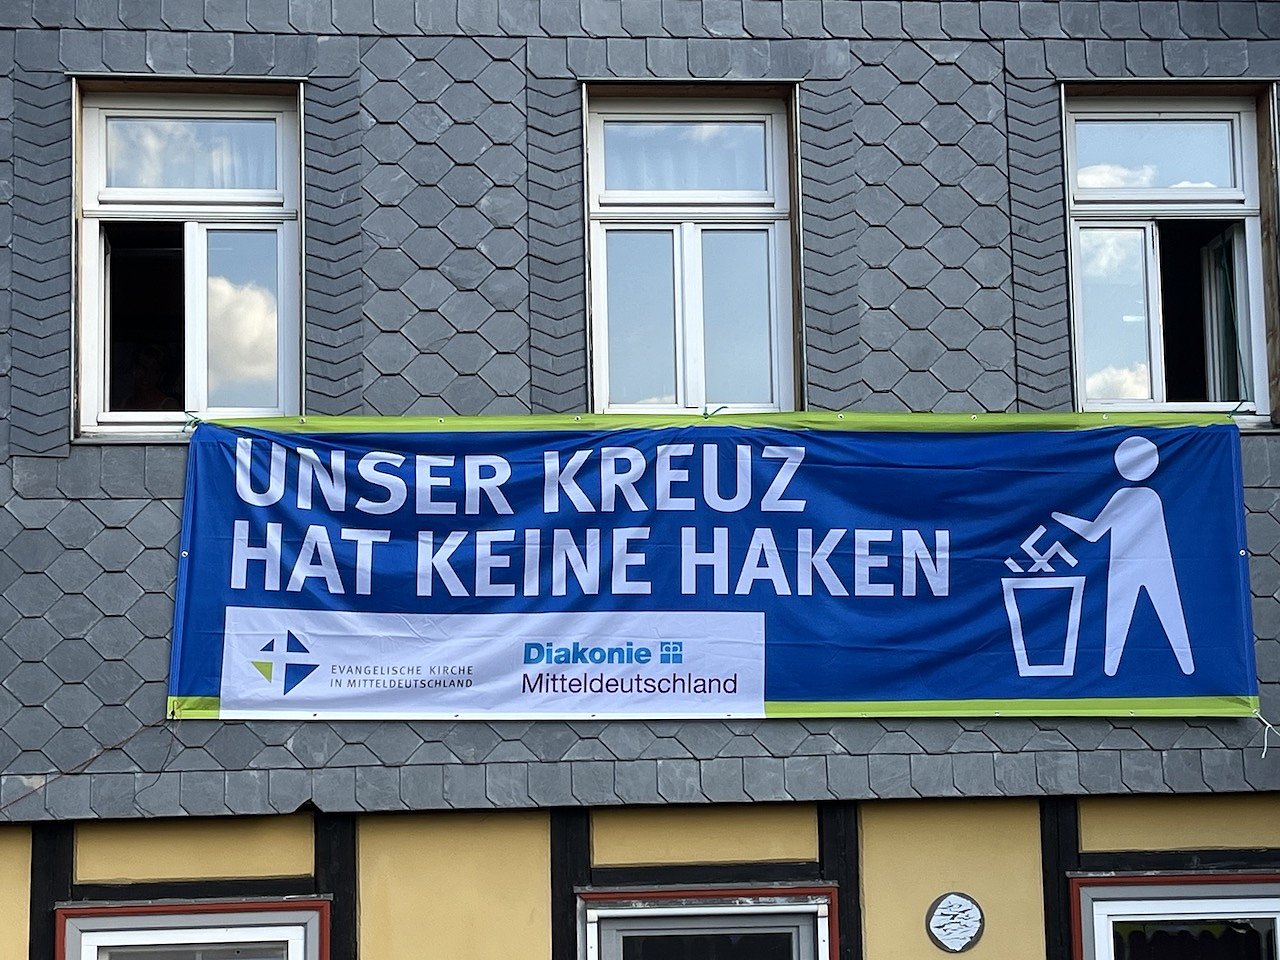 UNSER KREUZ
HAT KEINE HAKEN
EVANGELISCHE KIRCHE
IN MITTELDEUTSCHLAND
Diakonie
Mitteldeutschland